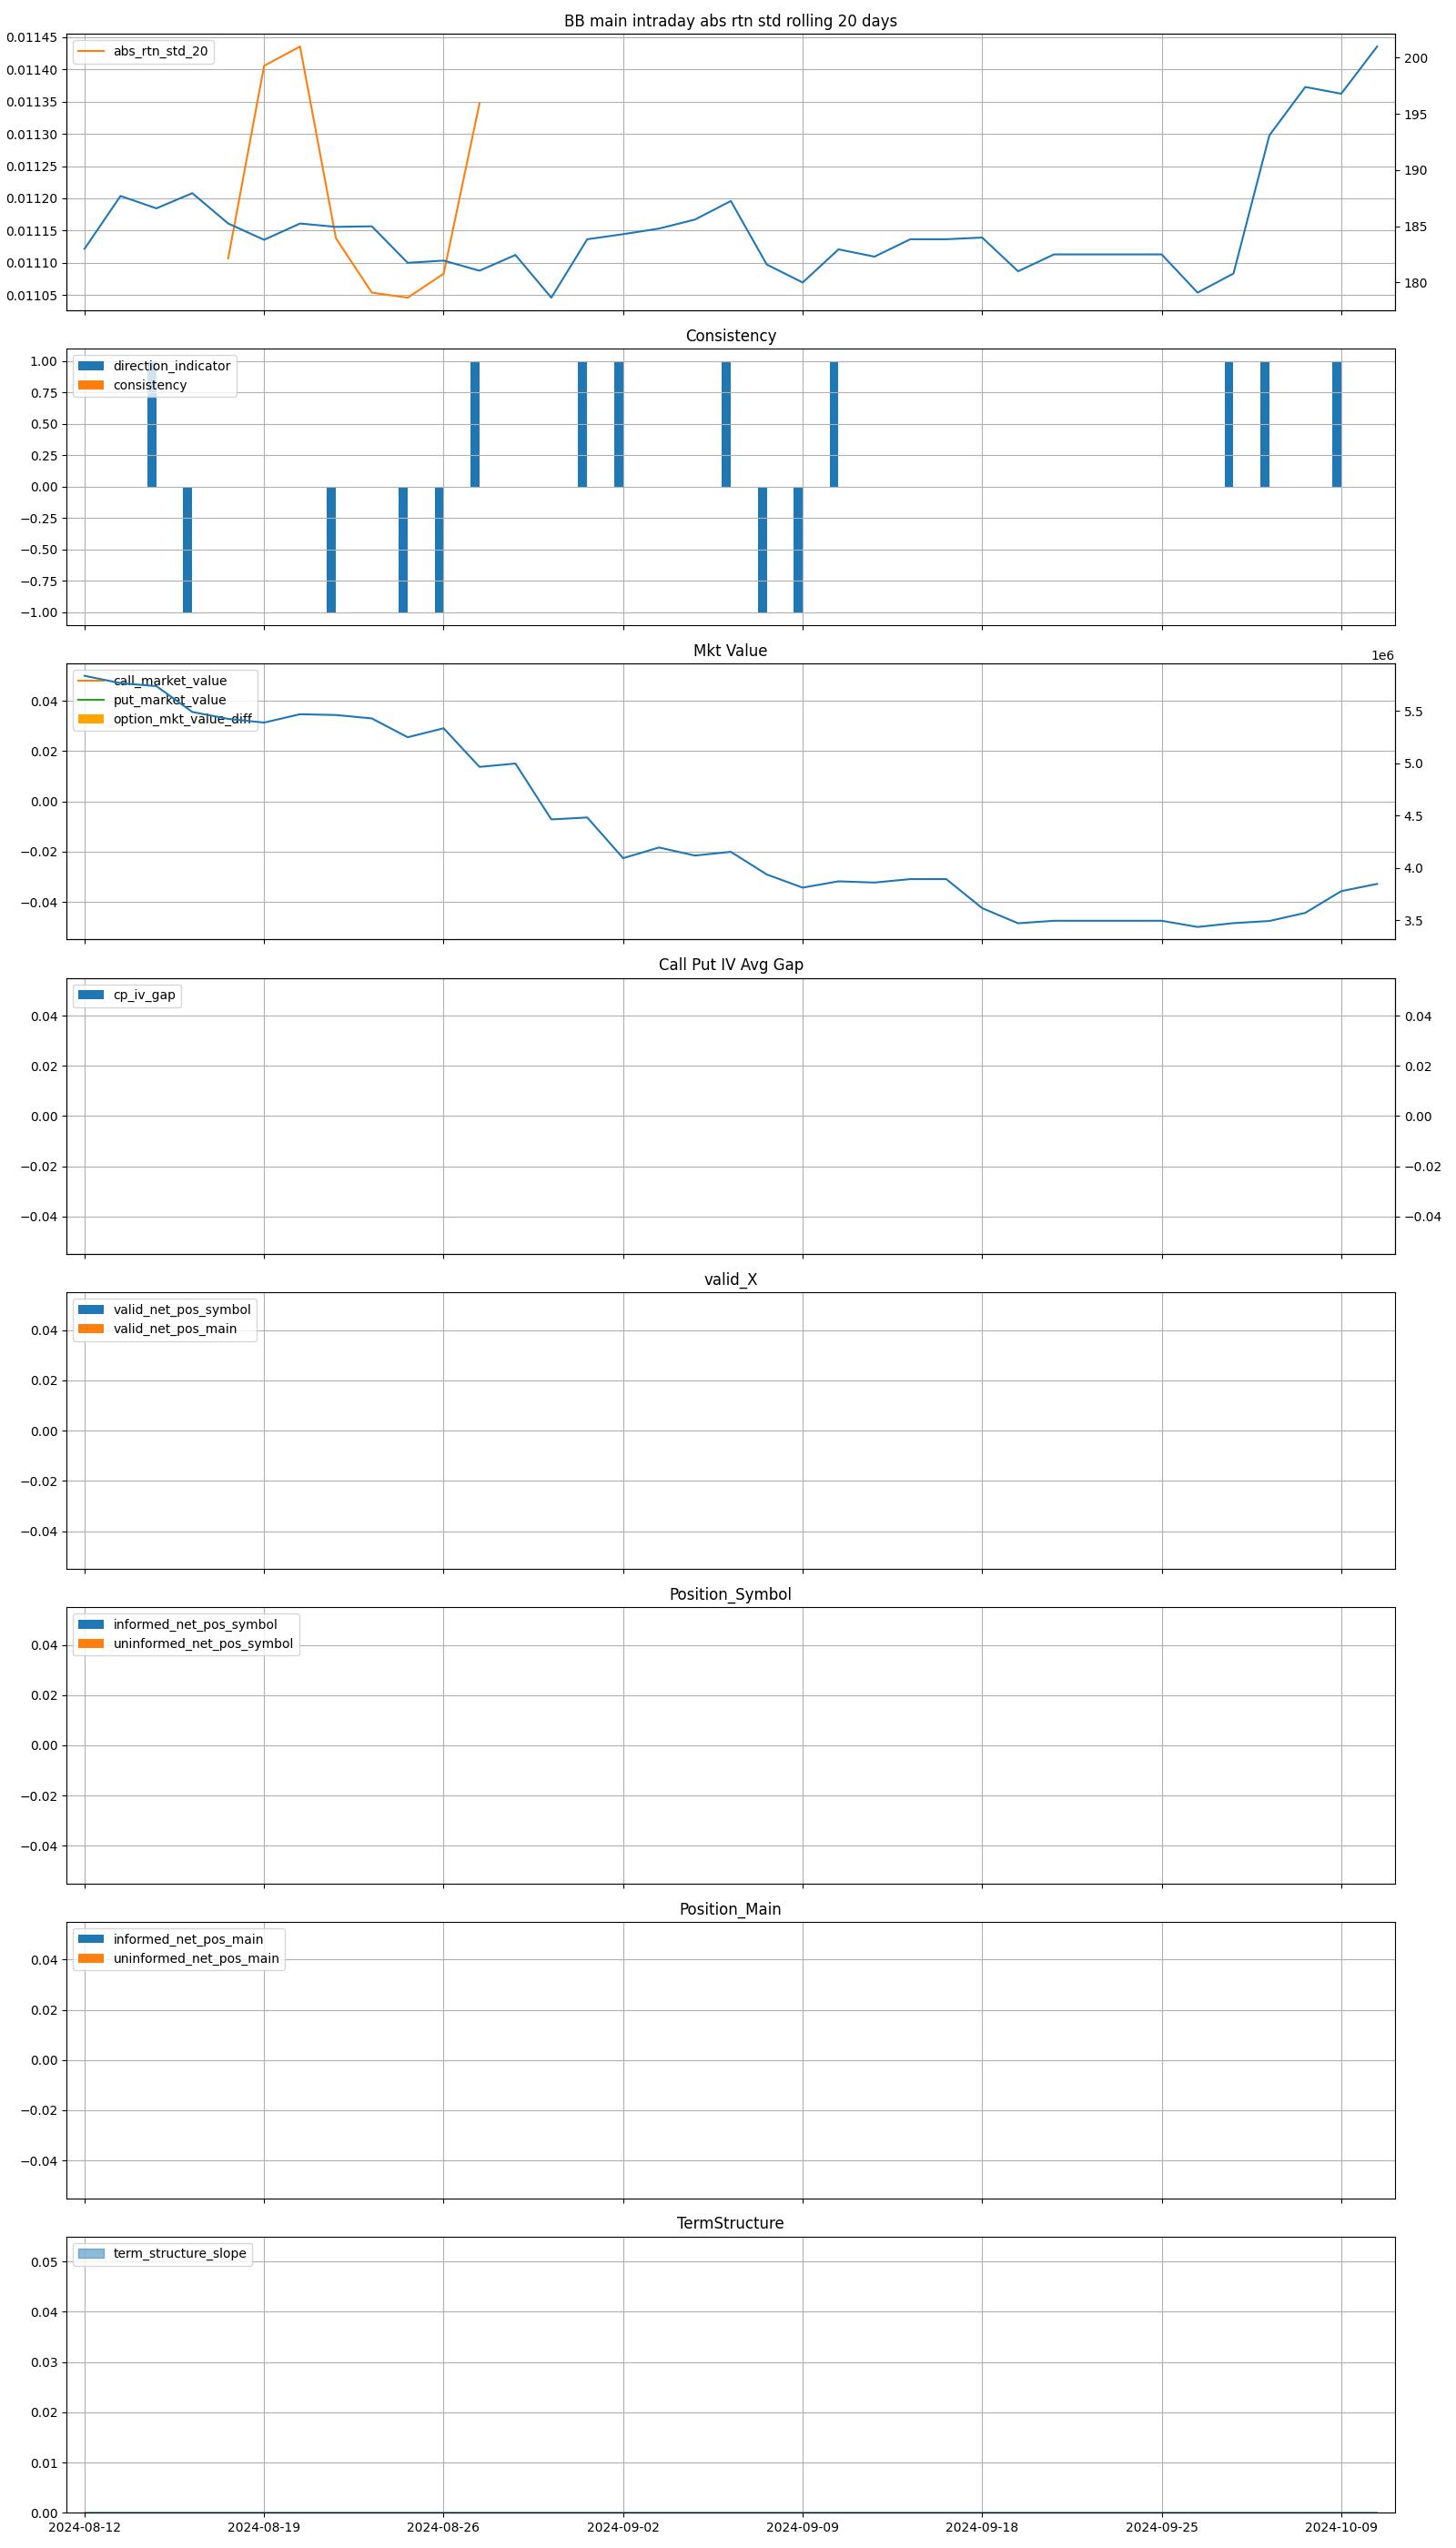 BB main intraday abs rtn std rolling 20 days
abs_rtn_std_20
0.01145
0.01140
0.01135
0.01130
0.01125
0.01120
0.01115
0.01110
0.01105
200
195
190
185
180
Consistency
direction_indicator
consistency
1.00
0.75
0.50
0.25
0.00
−0.25
−0.50
−0.75
−1.00
Mkt Value
1e6
call_market_value
put_market_value
option_mkt_value_diff
0.04
0.02
0.00
−0.02
−0.04
5.5
5.0
4.5
4.0
3.5
Call Put IV Avg Gap
cp_iv_gap
0.04
0.02
0.00
−0.02
−0.04
0.04
0.02
0.00
−0.02
−0.04
valid_X
valid_net_pos_symbol
valid_net_pos_main
0.04
0.02
0.00
−0.02
−0.04
Position_Symbol
informed_net_pos_symbol
uninformed_net_pos_symbol
0.04
0.02
0.00
−0.02
−0.04
Position_Main
informed_net_pos_main
uninformed_net_pos_main
0.04
0.02
0.00
−0.02
−0.04
TermStructure
term_structure_slope
0.05
0.04
0.03
0.02
0.01
0.00
2024-08-12 2024-08-19 2024-08-26 2024-09-02 2024-09-09 2024-09-18 2024-09-25 2024-10-09